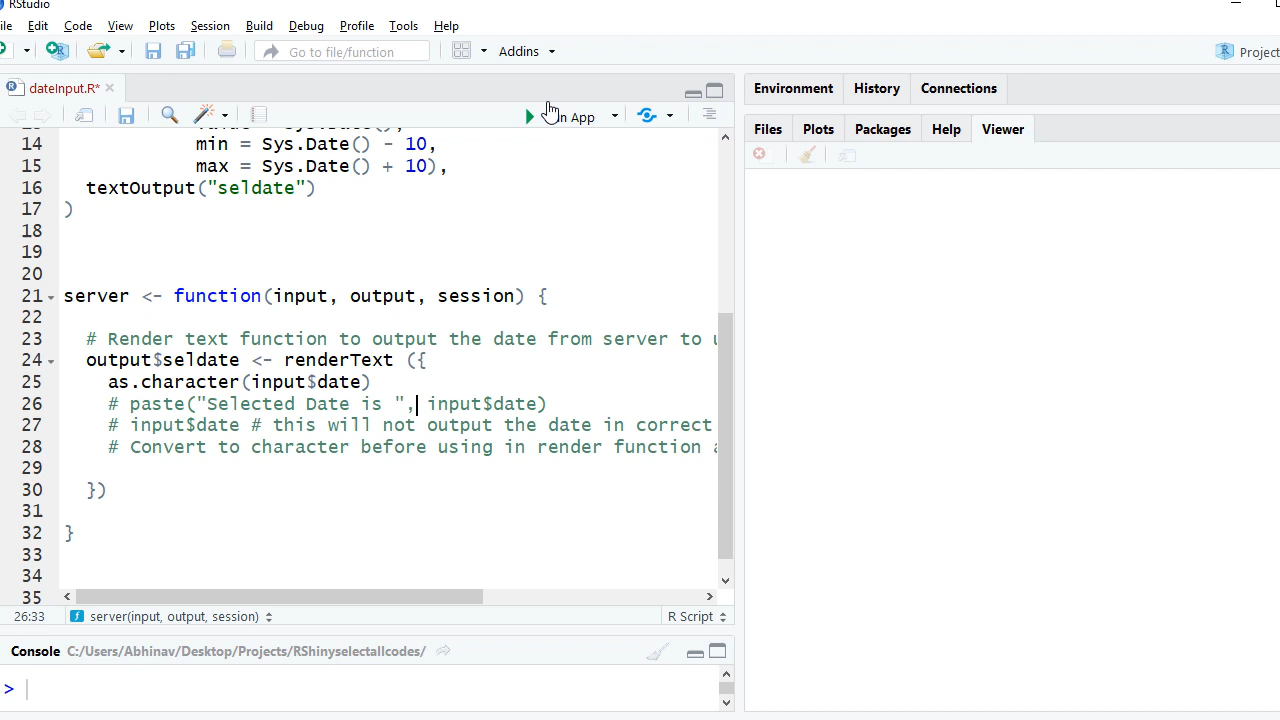 RStudio
Edit Code View Plots Session Build Debug Profile Tools Help
Go to file/function Addins Project
dateInput.R*
App
14 min = Sys.Date() - 10,
15 max = Sys.Date() + 10),
16 textOutput("seldate")
17 )
18
19
20
21 server <- function(input, output, session) {
22
23 # Render text function to output the date from server to
24 output$seldate <- renderText ({
25 as.character(input$date)
26 # paste("Selected Date is ", input$date)
27 # input$date # this will not output the date in correct
28 # Convert to character before using in render function
29
30 })
31
32 }
33
34
35
26:33 server(input, output, session) R Script
Console C:/Users/Abhinav/Desktop/Projects/RShinyselectallcodes/
>
Environment History Connections
Files Plots Packages Help Viewer